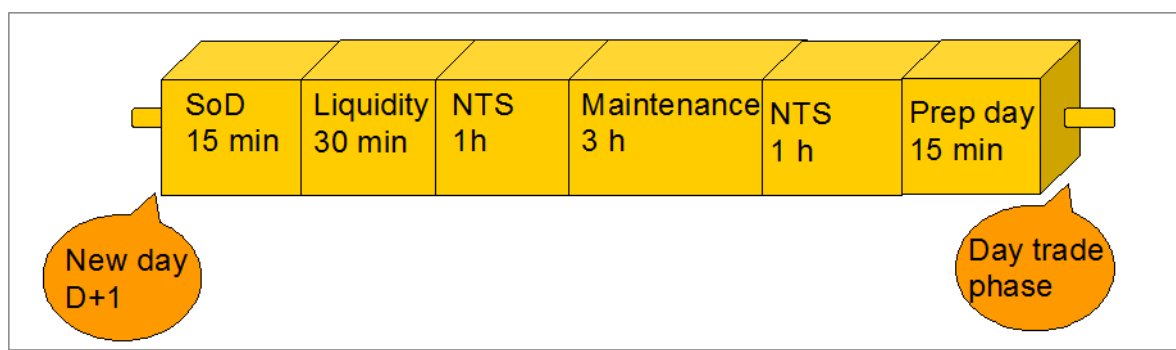 SoD
15 min
Liquidity
30 min
NTS
1h
Maintenance
3 h
NTS
1 h
Prep day
15 min
New day
D+1
Day trade
phase